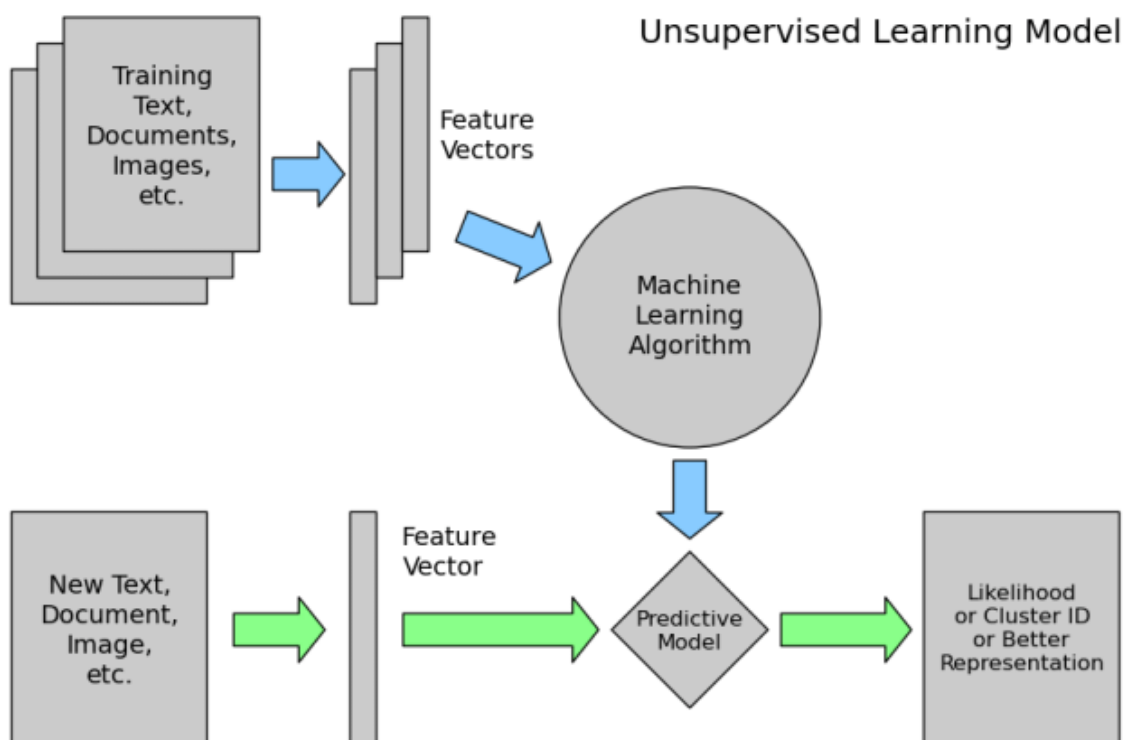 Unsupervised Learning Model
Training
Text,
Documents,
Images,
etc.
Feature
Vectors
Machine
Learning
Algorithm
New Text,
Document,
Image,
etc.
Feature
Vector
Predictive
Model
Likelihood
or Cluster ID
or Better
Representation